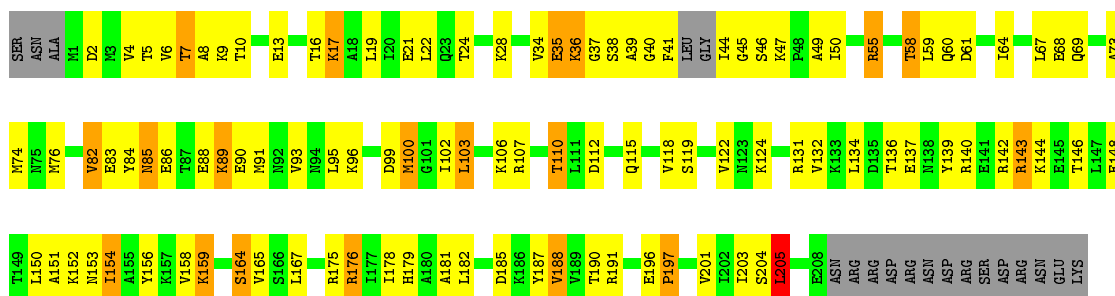 SER ASN ALA M1 D2 M3 V4 T5 V6 T7 A8 K9 T10 E13 T16 K17 A18 L19 I20 E21 L22 Q23 T24 K28 V34 E35 K36 G37 S38 A39 G40 F41 LEU GLY I44 G45 S46 K47 P48 A49 I50 R55 T58 L59 Q60 D61 I64 L67 E68 Q69 A73
M74 N75 M76 V82 E83 Y84 N85 E86 T87 E88 K89 E90 M91 N92 V93 N94 L95 K96 D99 M100 G101 I102 L103 K106 R107 T110 L111 D112 Q115 V118 S119 V122 N123 K124 R131 V132 K133 L134 D135 T136 E137 N138 Y139 R140 E141 R142 R143 K144 E145 T146 L147 E148
T149 L150 A151 K152 N153 I154 A155 Y156 K157 V158 K159 S164 V165 S166 L167 R175 R176 I177 I178 H179 A180 A181 L182 D185 K186 Y187 V188 V189 T190 R191 E196 P197 V201 I202 I203 S204 L205 E208 ASN ARG ARG ASP ARG ASN ASP ARG SER ASP ARG ASN GLU LYS